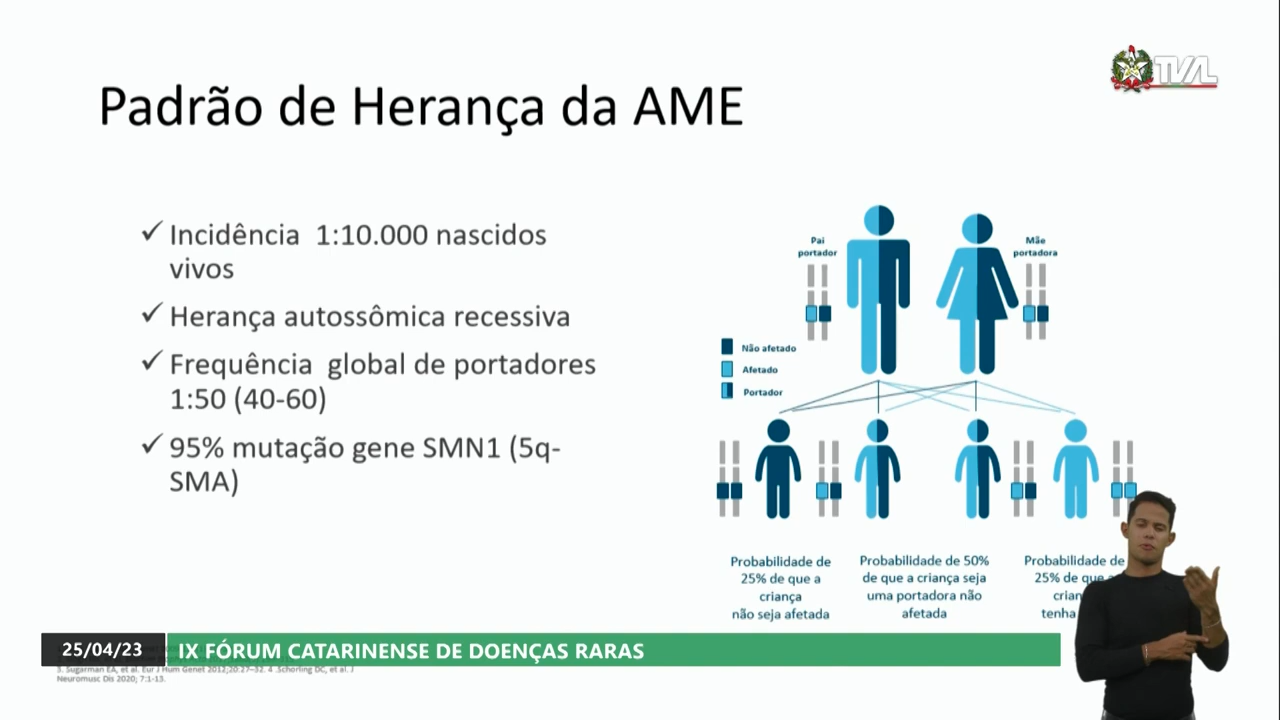 TVAL
Padrão de Herança da AME
✓ Incidência 1:10.000 nascidos
vivos
✓ Herança autossômica recessiva
✓ Frequência global de portadores
1:50 (40-60)
✓ 95% mutação gene SMN1 (5q-
SMA)
Pai
portador
Mãe
portadora
Não afetado
Afetado
Portador
Probabilidade de
25% de que a
criança
não seja afetada
Probabilidade de 50%
de que a criança seja
uma portadora não
afetada
Probabilidade de
25% de que a
tenha
25/04/23
IX FÓRUM CATARINENSE DE DOENÇAS RARAS
3. Sugarman EA, et al. Eur J Hum Genet 2012;20:27–32. 4 .Schorling DC, et al. J
Neuromusc Dis 2020; 7:1-13.